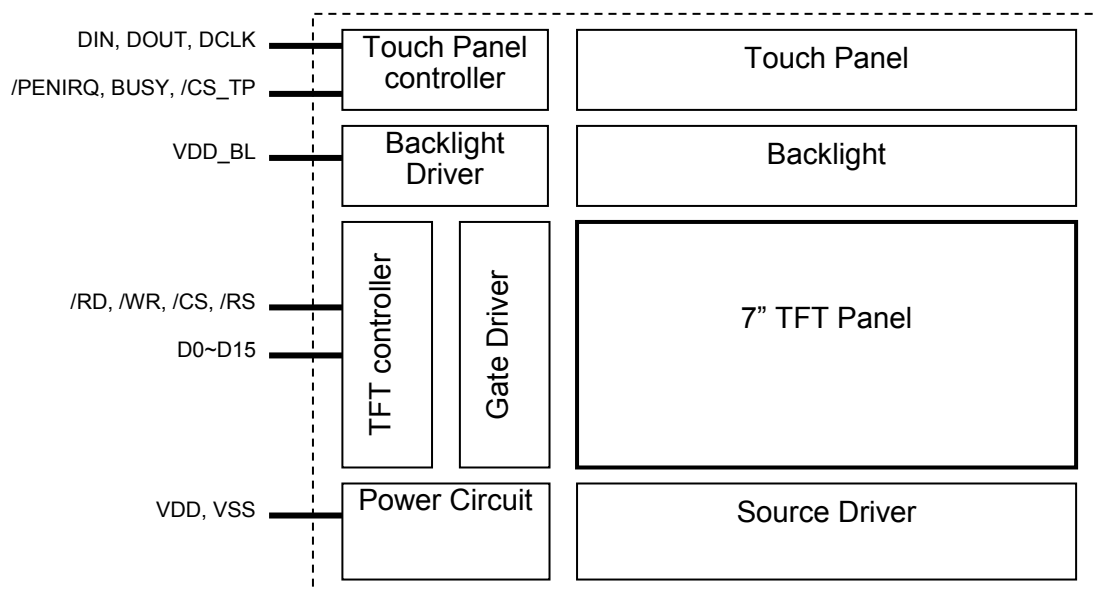 DIN, DOUT, DCLK
/PENIRQ, BUSY, /CS_TP
Touch Panel
controller
Touch Panel
VDD_BL
Backlight
Driver
Backlight
/RD, /WR, /CS, /RS
D0~D15
TFT controller
Gate Driver
7” TFT Panel
VDD, VSS
Power Circuit
Source Driver